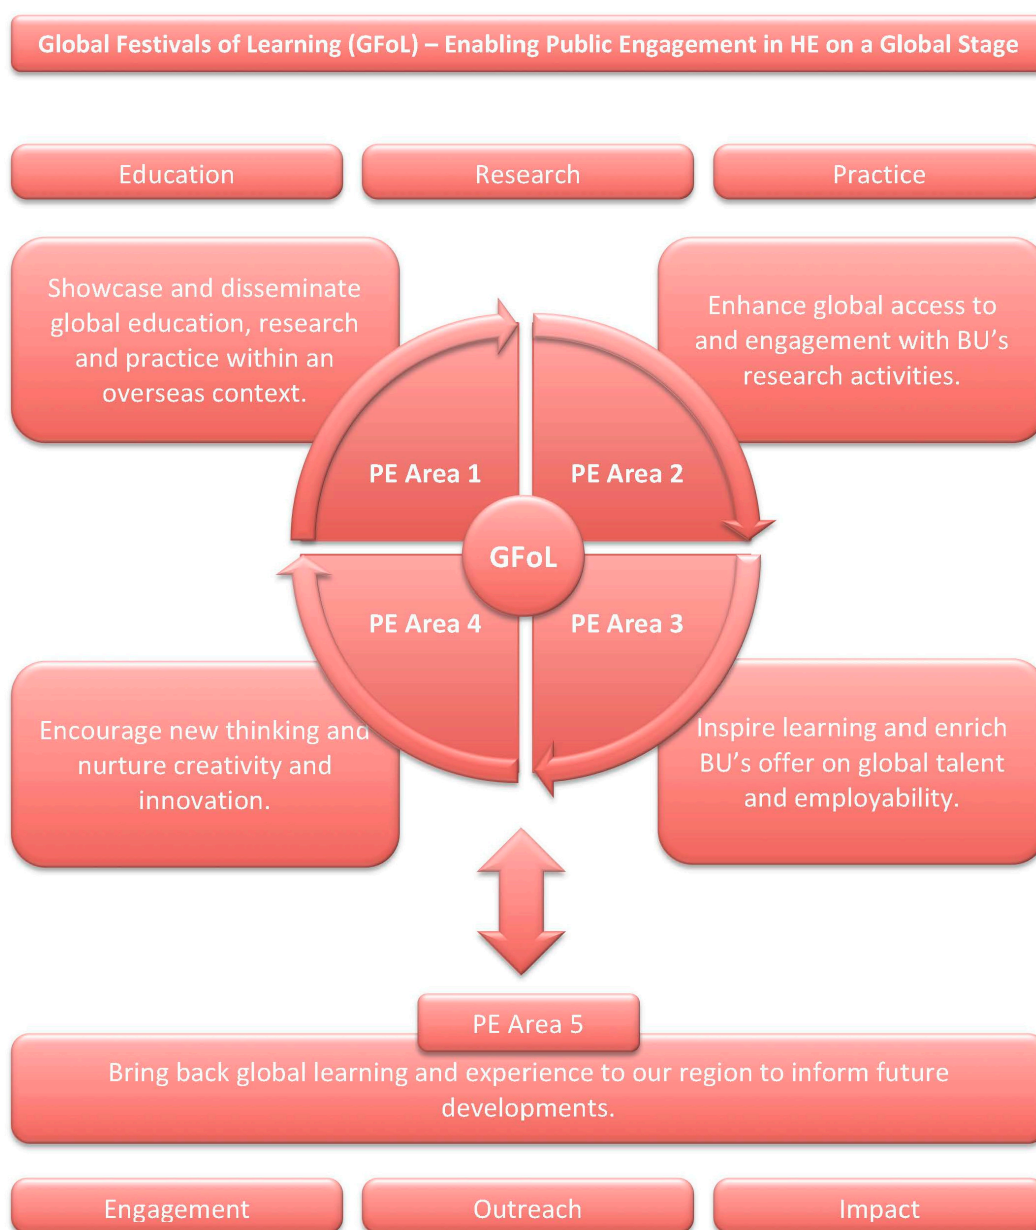 Global Festivals of Learning (GFoL) – Enabling Public Engagement in HE on a Global Stage
Education
Research
Practice
Showcase and disseminate
global education, research
and practice within an
overseas context.
Enhance global access to
and engagement with BU’s
research activities.
PE Area 1
PE Area 2
GFoL
PE Area 4
PE Area 3
Encourage new thinking and
nurture creativity and
innovation.
Inspire learning and enrich
BU’s offer on global talent
and employability.
PE Area 5
Bring back global learning and experience to our region to inform future
developments.
Engagement
Outreach
Impact